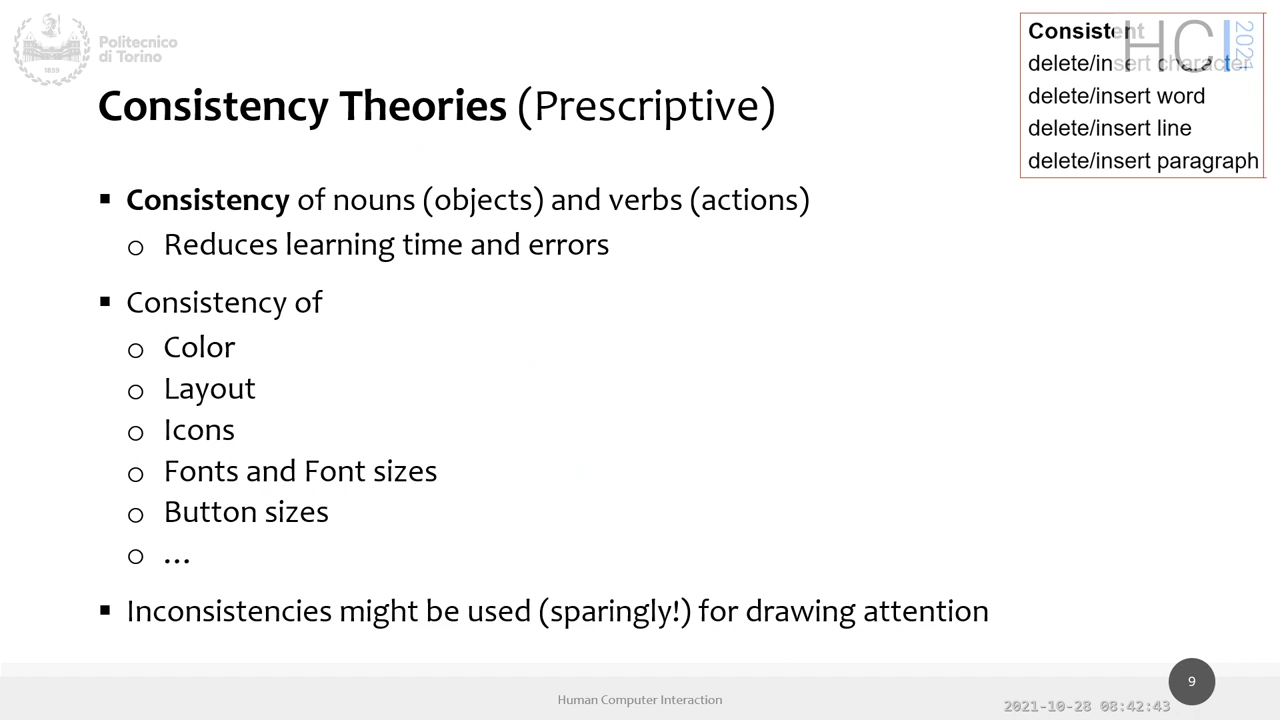 Politecnico
di Torino
1859
HCI
2021
Consistent
delete/insert character
delete/insert word
delete/insert line
delete/insert paragraph
Consistency Theories (Prescriptive)
▪ Consistency of nouns (objects) and verbs (actions)
o Reduces learning time and errors
▪ Consistency of
o Color
o Layout
o Icons
o Fonts and Font sizes
o Button sizes
o …
▪ Inconsistencies might be used (sparingly!) for drawing attention
9
Human Computer Interaction
2021-10-28 08:42:43